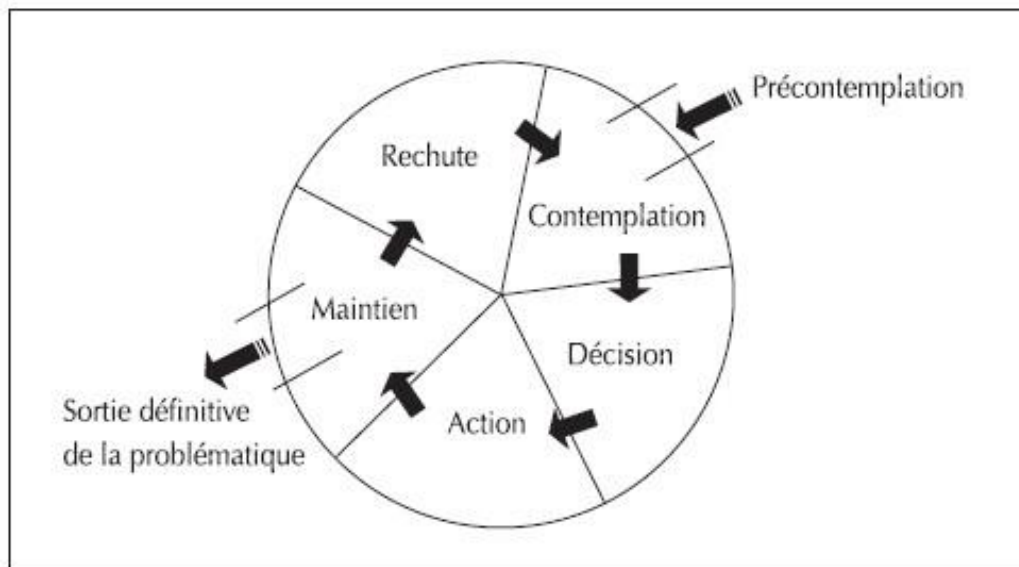 Précontemplation
Rechute
Contemplation
Maintien
Décision
Action
Sortie définitive
de la problématique